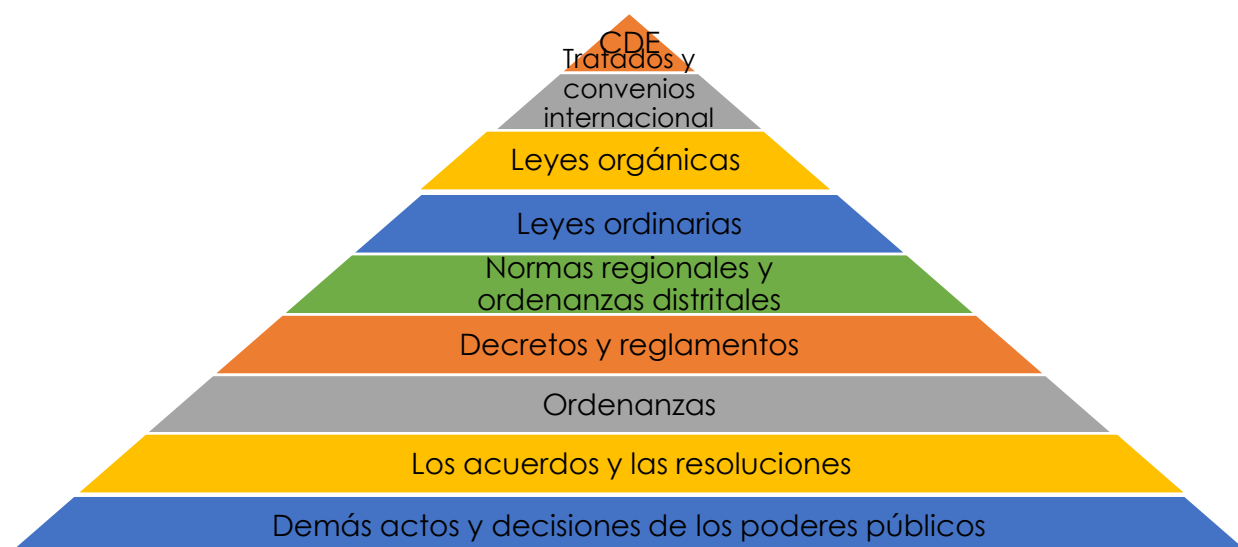 CDE
Tratados y
convenios
internacional
Leyes orgánicas
Leyes ordinarias
Normas regionales y
ordenanzas distritales
Decretos y reglamentos
Ordenanzas
Los acuerdos y las resoluciones
Demás actos y decisiones de los poderes públicos